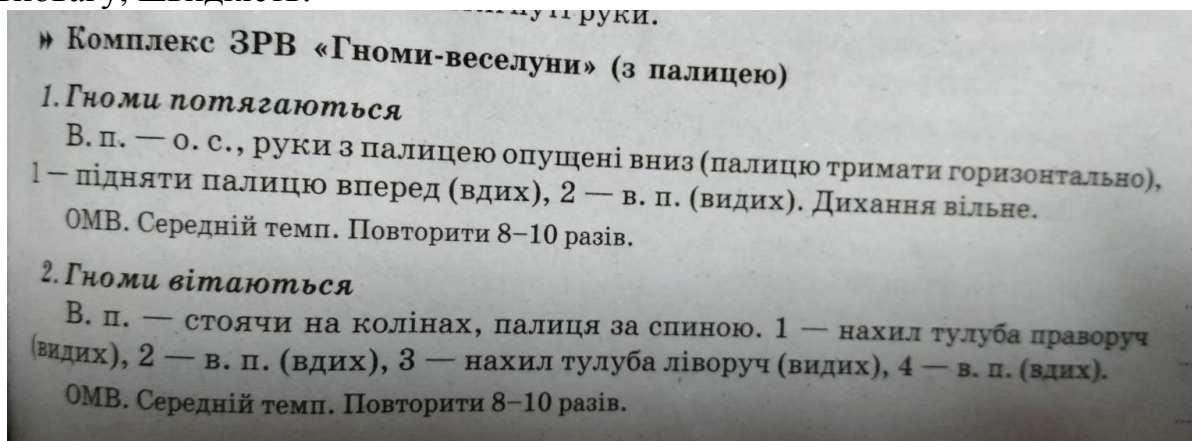 руки.
» Комплекс ЗРВ «Гноми-веселуни» (з палицею)
1. Гноми потягаються
В. п. — о. с., руки з палицею опущені вниз (палицю тримати горизонтально),
1 — підняти палицю вперед (вдих), 2 — в. п. (видих). Дихання вільне.
ОМВ. Середній темп. Повторити 8–10 разів.
2. Гноми вітаються
В. п. — стоячи на колінах, палиця за спиною. 1 — нахил тулуба праворуч
(видих), 2 — в. п. (вдих), 3 — нахил тулуба ліворуч (видих), 4 — в. п. (вдих).
ОМВ. Середній темп. Повторити 8–10 разів.